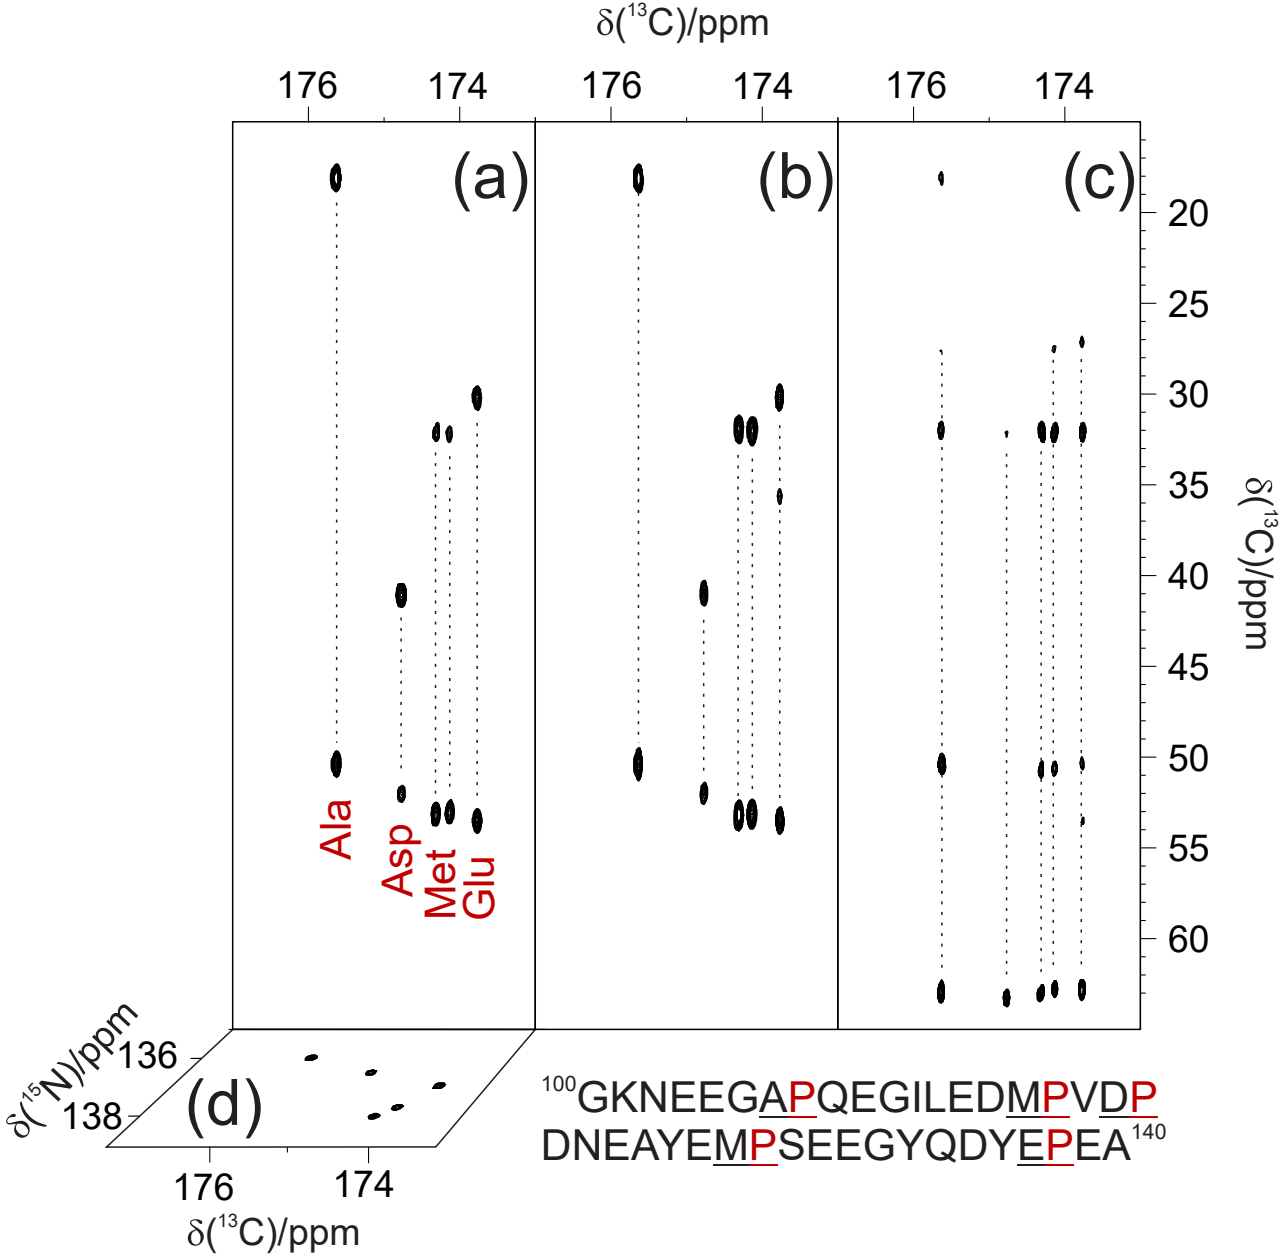 δ(¹³C)/ppm
176 174 176 174 176 174
(a) (b) (c)
20
25
30
35
40
45
50
55
60
δ(¹³C)/ppm
Ala
Asp
Met
Glu
δ(¹⁵N)/ppm
136
138
(d)
176 174
δ(¹³C)/ppm
¹⁰⁰GKNEEGAPQEGILEDMPVDP
DNEAYEMPSEEGYQDYEPEA¹⁴⁰